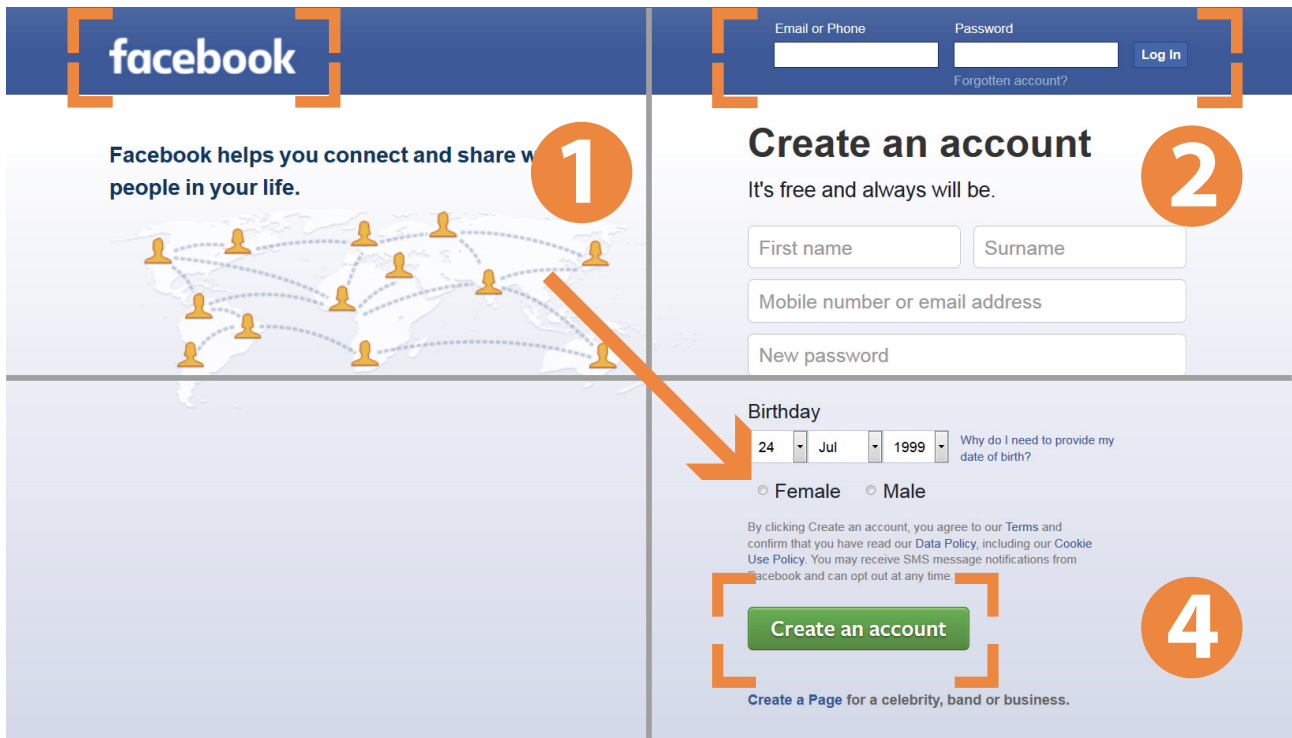 facebook
Email or Phone
Password
Log In
Forgotten account?
Facebook helps you connect and share w
people in your life.
1
Create an account
It's free and always will be.
2
First name
Surname
Mobile number or email address
New password
Birthday
24 Jul 1999
Why do I need to provide my
date of birth?
Female Male
By clicking Create an account, you agree to our Terms and
confirm that you have read our Data Policy, including our Cookie
Use Policy. You may receive SMS message notifications from
Facebook and can opt out at any time.
Create an account
4
Create a Page for a celebrity, band or business.